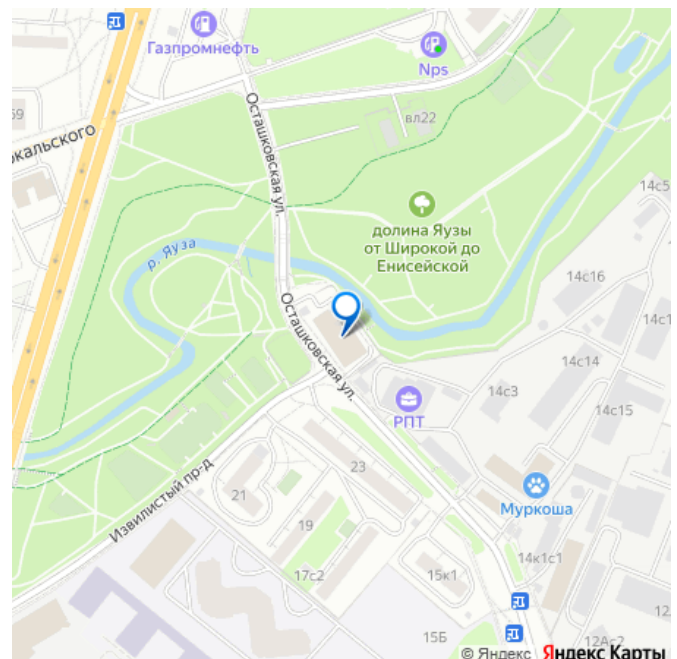 Газпромнефть
Nps
59
вл22
Осташковская ул.
окальского
14с5
долина Яузы
от Широкой до
Енисейской
р. Яуза
14с16
Осташковская ул.
14с1
14с14
14с3
РПТ
14с15
23
21
Извилистый пр-д
Муркоша
19
14к1с1
17с2
15к1
12
15Б
12Ас2
© Яндекс Яндекс Карты